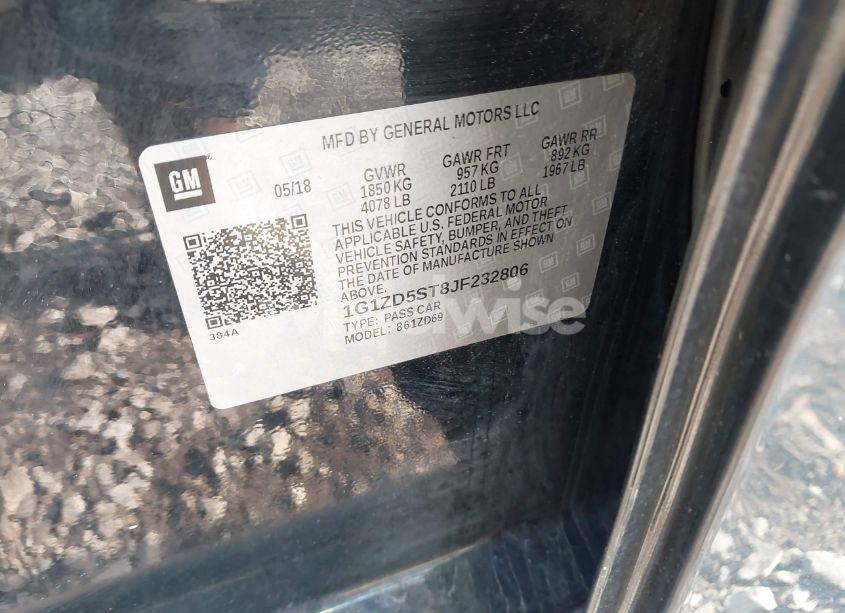 MFD BY GENERAL MOTORS LLC
GM
05/18
GVWR
1850 KG
4078 LB
GAWR FRT
957 KG
2110 LB
GAWR RR
892 KG
1967 LB
THIS VEHICLE CONFORMS TO ALL
APPLICABLE U.S. FEDERAL MOTOR
VEHICLE SAFETY, BUMPER, AND THEFT
PREVENTION STANDARDS IN EFFECT ON
THE DATE OF MANUFACTURE SHOWN
ABOVE.
1G1ZD5ST8JF232806
TYPE: PASS CAR
MODEL: 861ZD69
384A